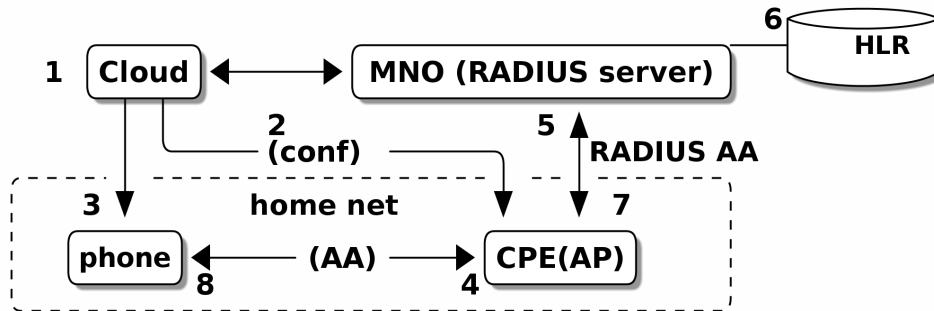 6
HLR
1
Cloud
MNO (RADIUS server)
2
(conf)
5
RADIUS AA
3
home net
7
phone
(AA)
CPE(AP)
8
4